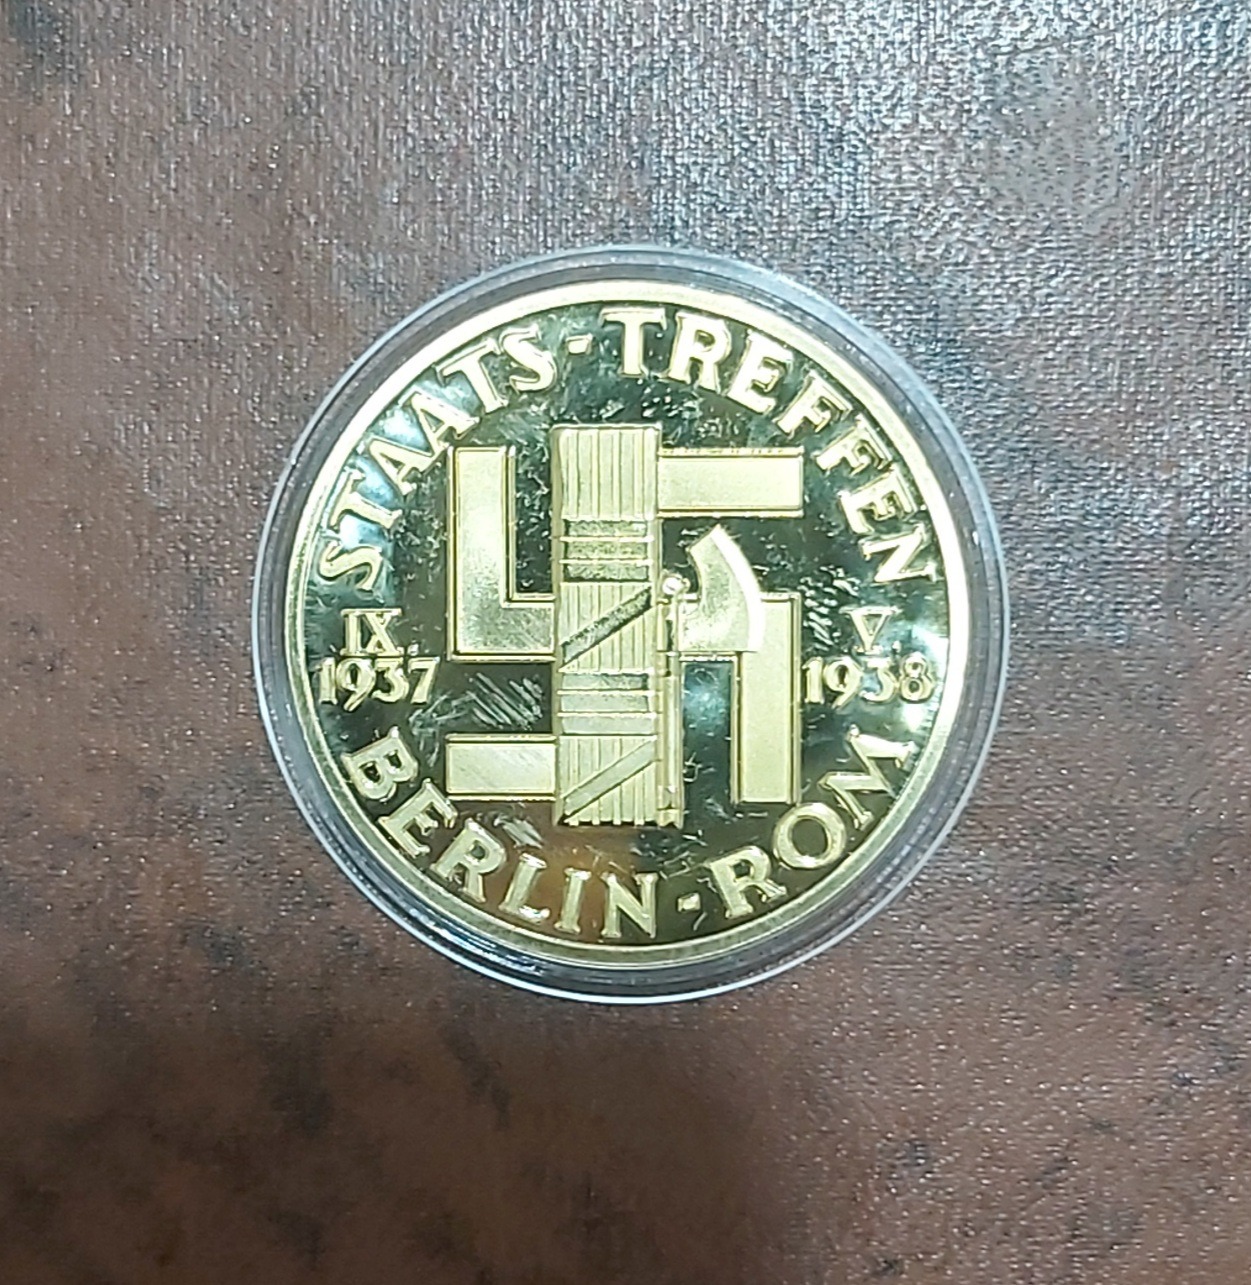 STAATS-TREFFEN
IX
1937
V
1938
BERLIN-ROM